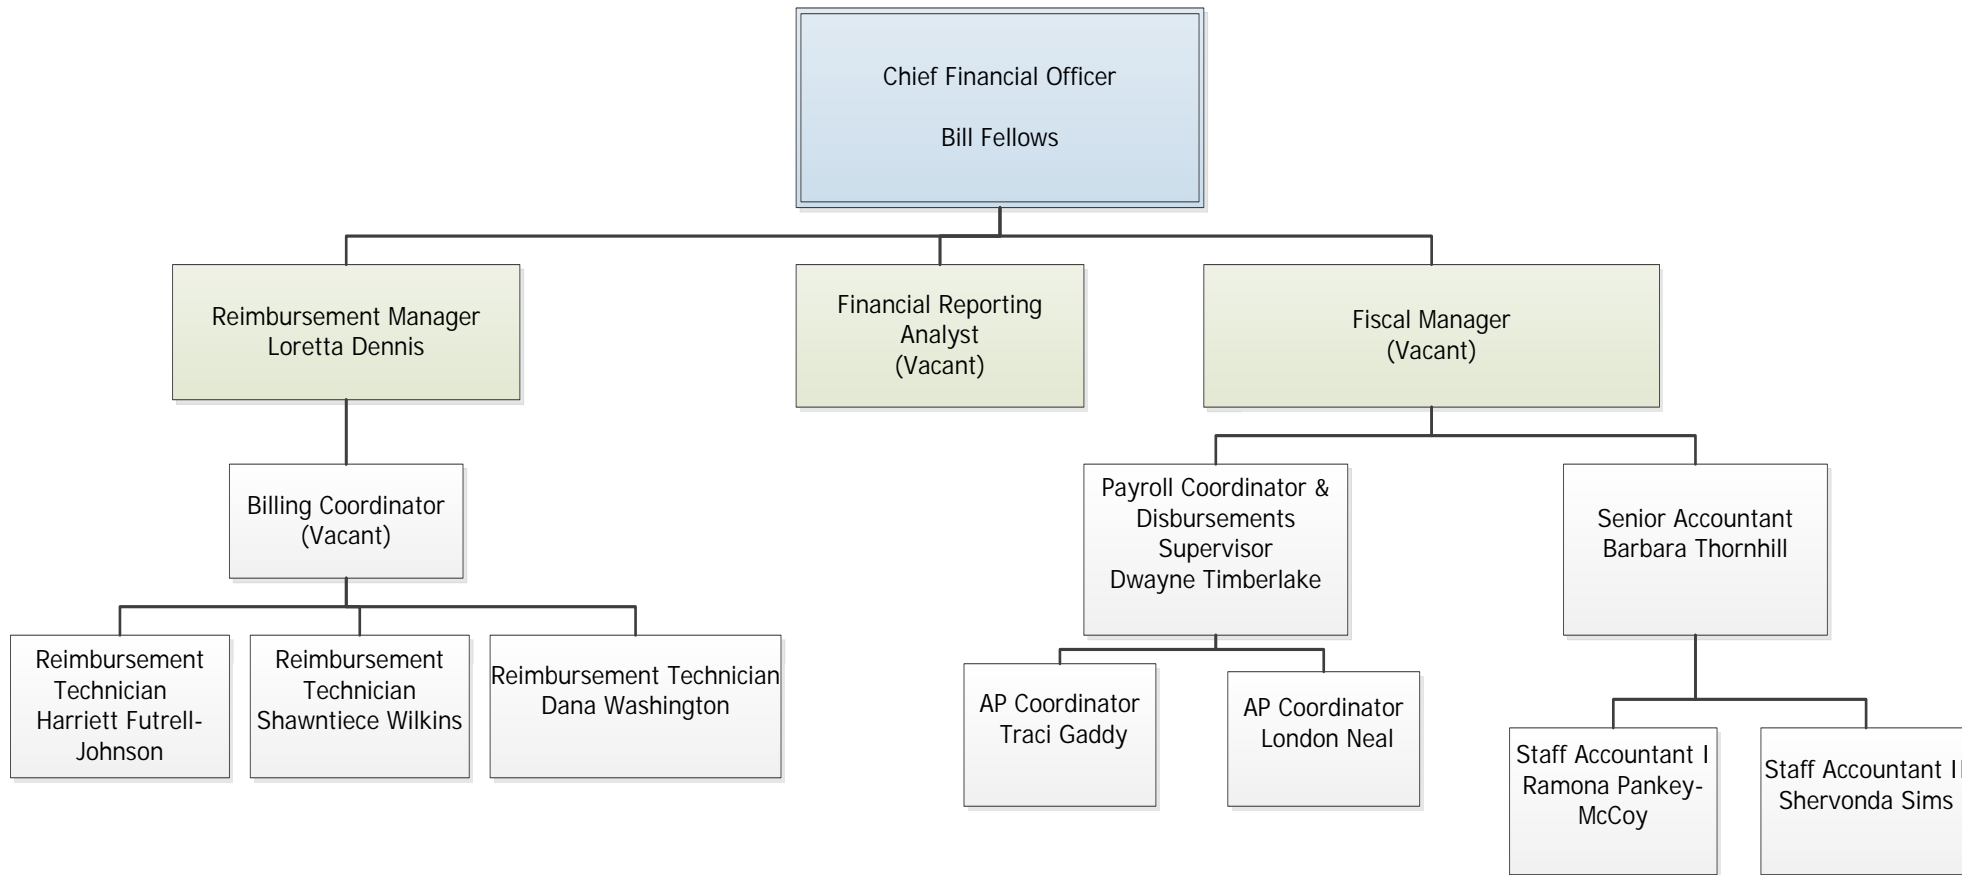 Chief Financial Officer
Bill Fellows
Reimbursement Manager
Loretta Dennis
Financial Reporting
Analyst
(Vacant)
Fiscal Manager
(Vacant)
Billing Coordinator
(Vacant)
Payroll Coordinator &
Disbursements
Supervisor
Dwayne Timberlake
Senior Accountant
Barbara Thornhill
Reimbursement
Technician
Harriett Futrell-
Johnson
Reimbursement
Technician
Shawntiece Wilkins
Reimbursement Technician
Dana Washington
AP Coordinator
Traci Gaddy
AP Coordinator
London Neal
Staff Accountant I
Ramona Pankey-
McCoy
Staff Accountant II
Shervonda Sims